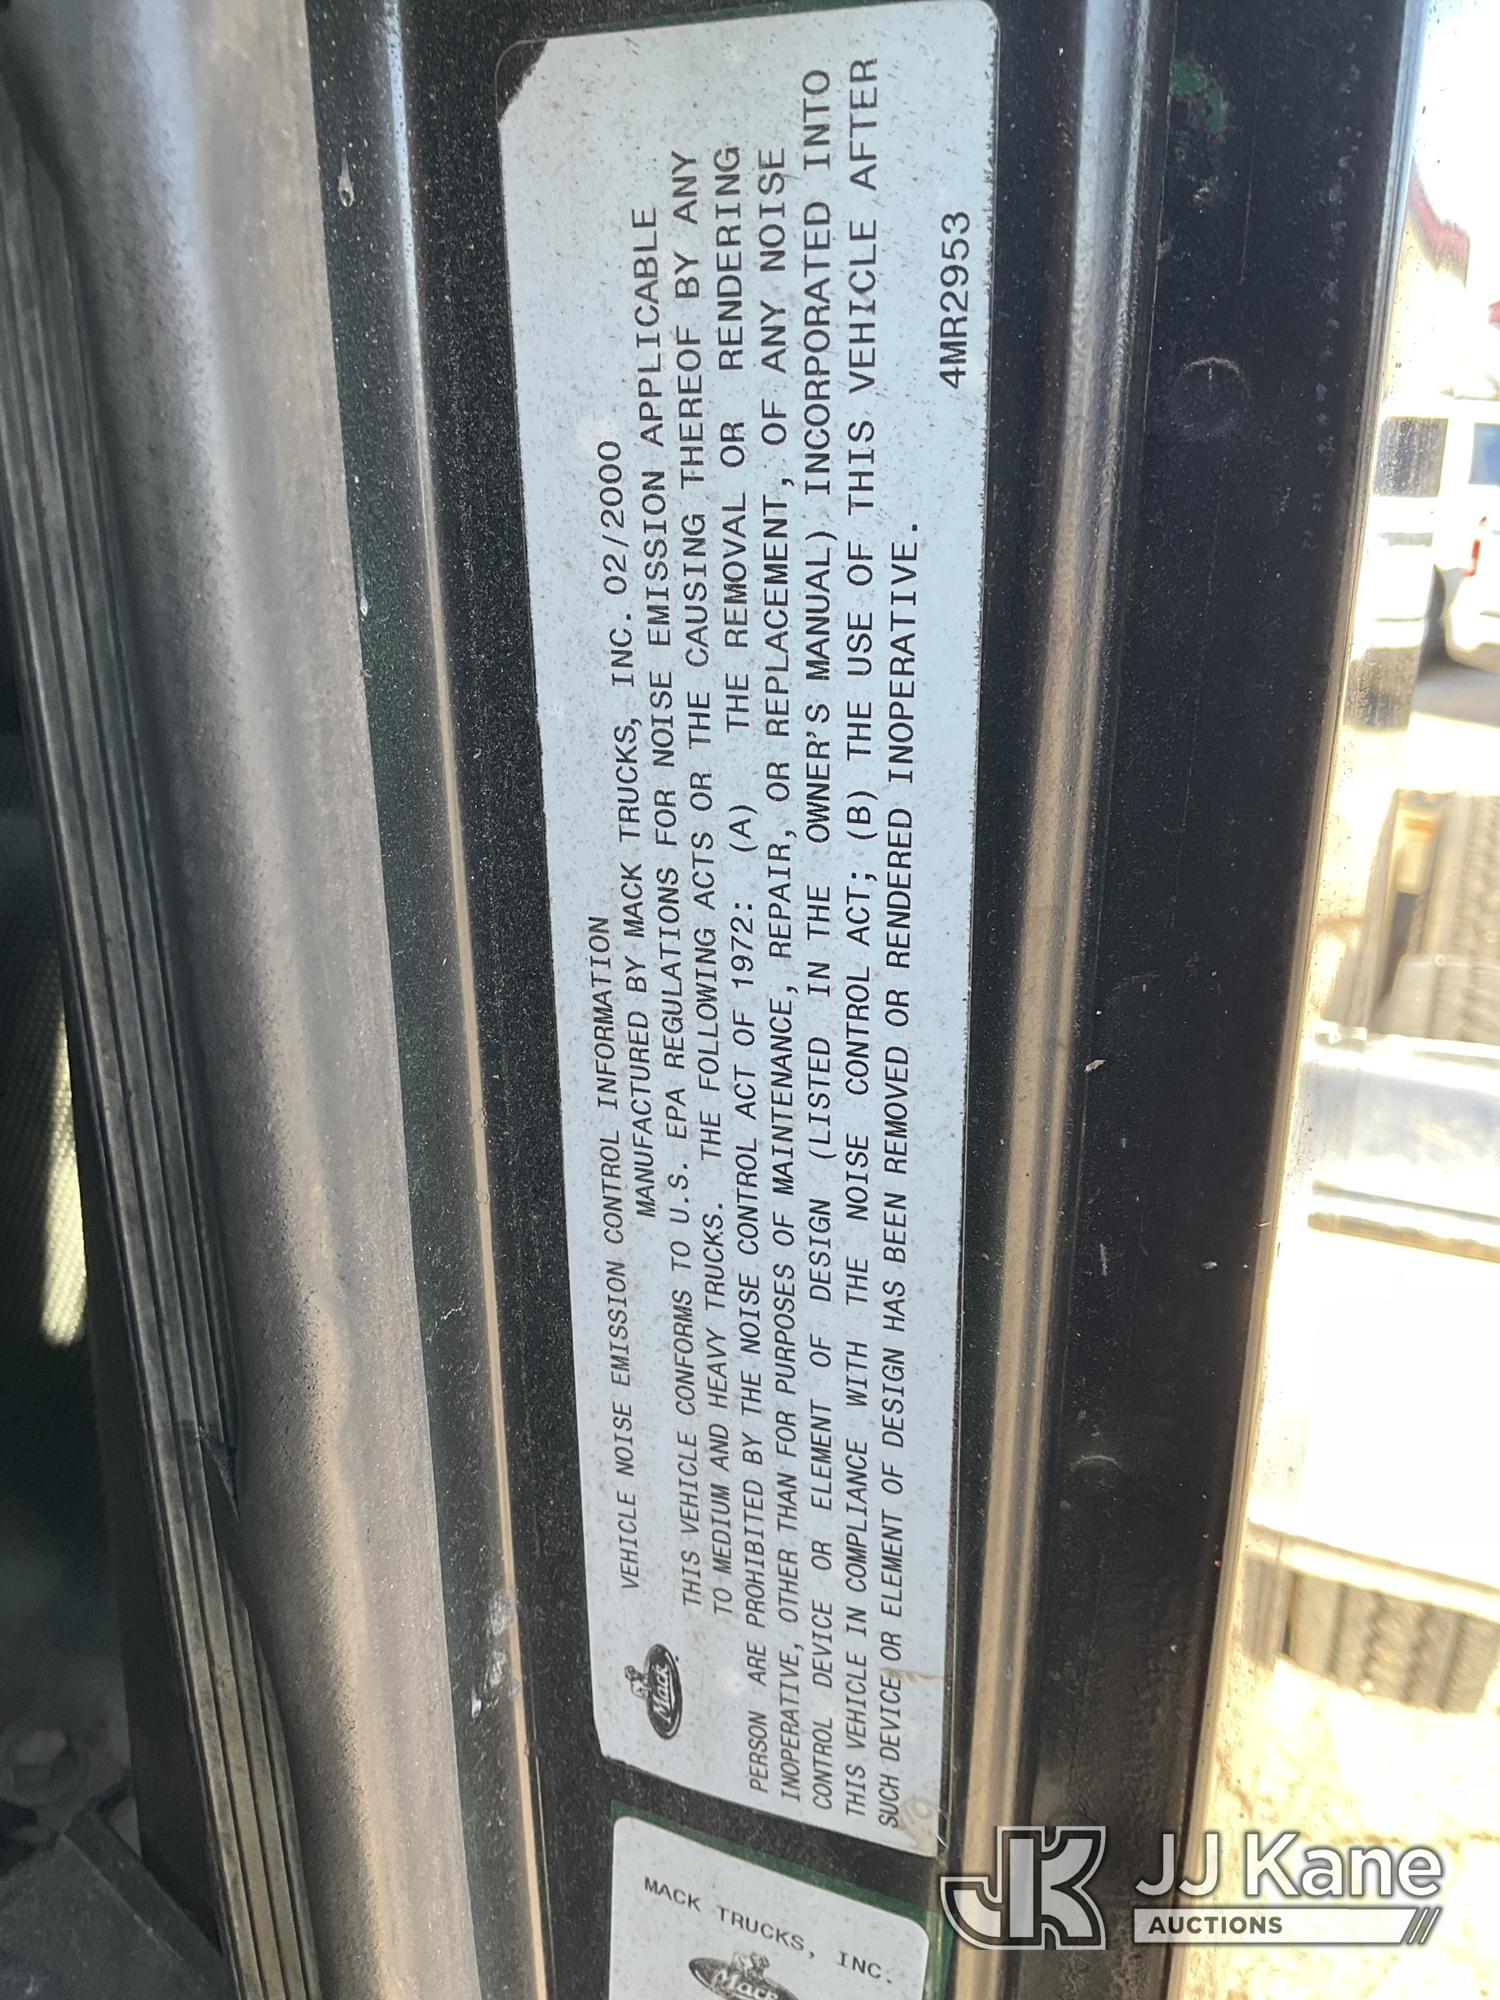 VEHICLE NOISE EMISSION CONTROL INFORMATION
MANUFACTURED BY MACK TRUCKS, INC. 02/2000
THIS VEHICLE CONFORMS TO U.S. EPA REGULATIONS FOR NOISE EMISSION APPLICABLE
TO MEDIUM AND HEAVY TRUCKS. THE FOLLOWING ACTS OR THE CAUSING THEREOF BY ANY
PERSON ARE PROHIBITED BY THE NOISE CONTROL ACT OF 1972: (A) THE REMOVAL OR RENDERING
INOPERATIVE, OTHER THAN FOR PURPOSES OF MAINTENANCE, REPAIR, OR REPLACEMENT, OF ANY NOISE
CONTROL DEVICE OR ELEMENT OF DESIGN (LISTED IN THE OWNER'S MANUAL) INCORPORATED INTO
THIS VEHICLE IN COMPLIANCE WITH THE NOISE CONTROL ACT; (B) THE USE OF THIS VEHICLE AFTER
SUCH DEVICE OR ELEMENT OF DESIGN HAS BEEN REMOVED OR RENDERED INOPERATIVE.
4MR2953
Mack
MACK TRUCKS, INC.
Mack
JK JJ Kane
AUCTIONS